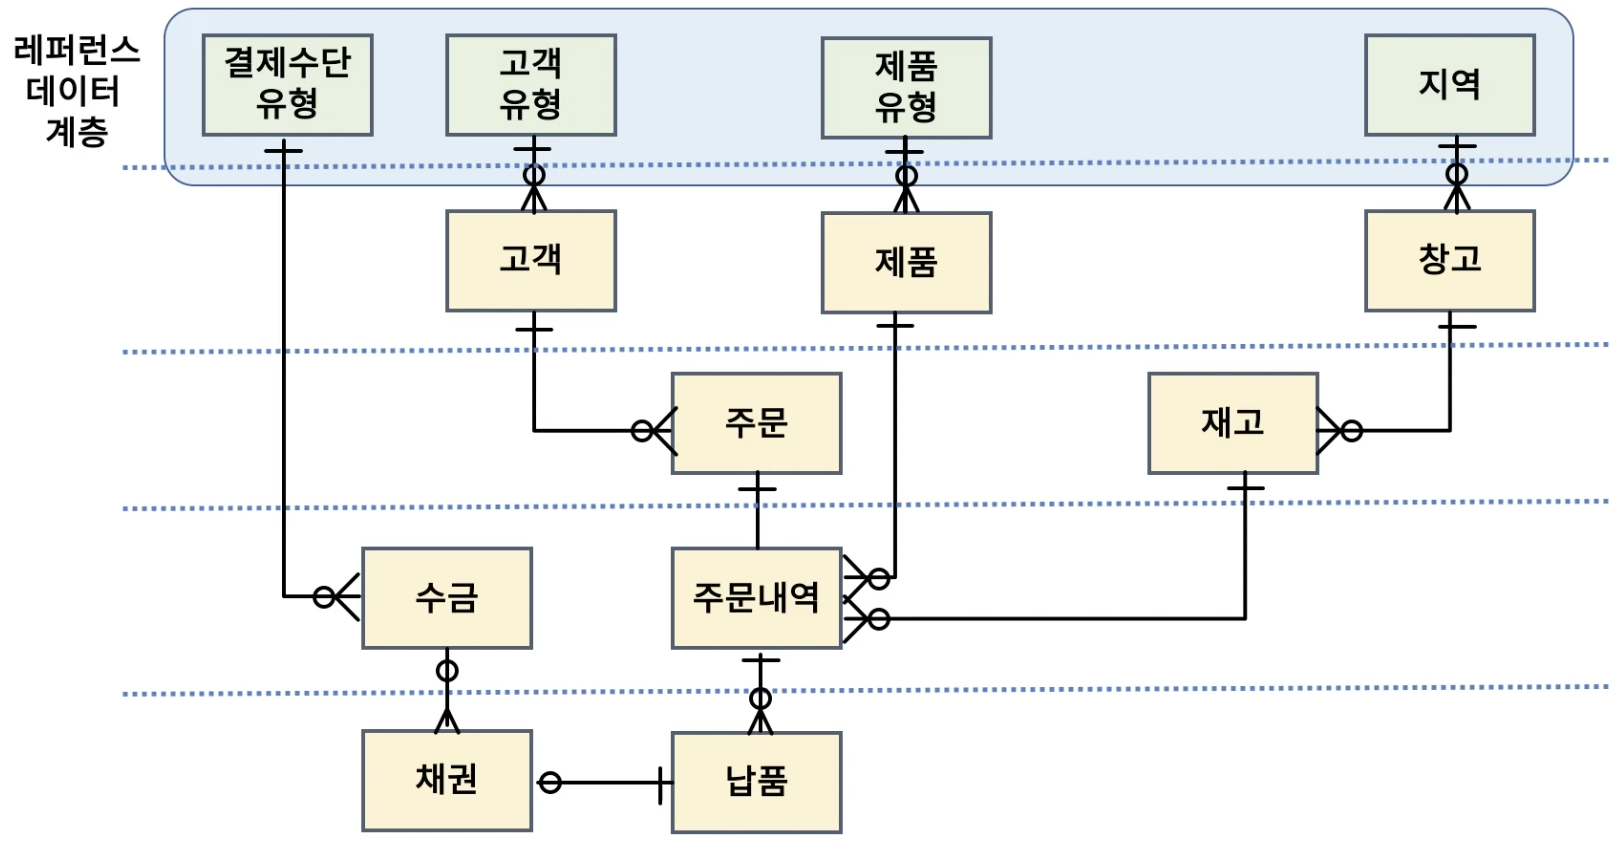 레퍼런스
데이터
계층
결제수단
유형
고객
유형
제품
유형
지역
고객
제품
창고
주문
재고
수금
주문내역
채권
납품